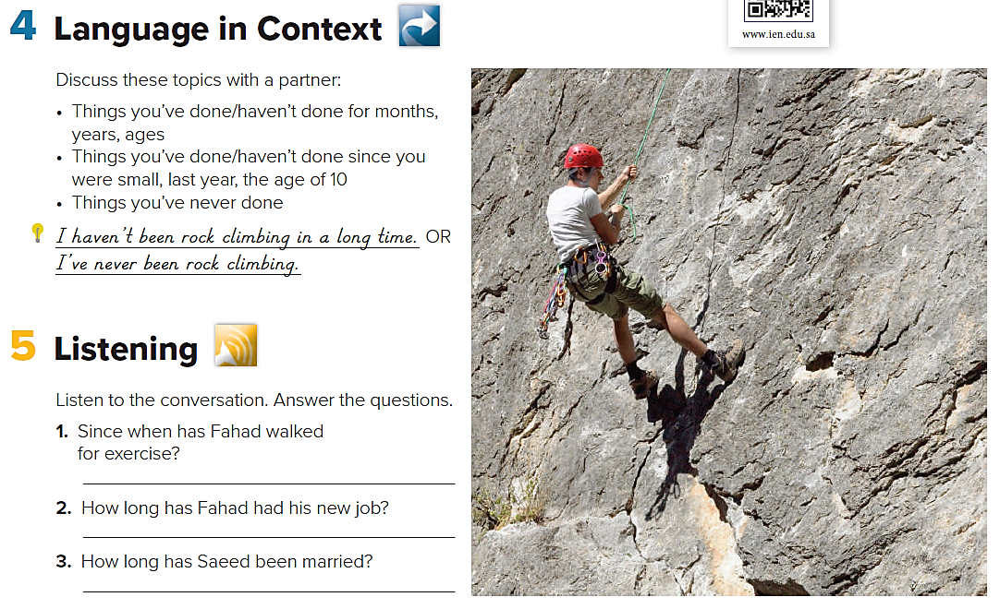 4 Language in Context
www.ien.edu.sa
Discuss these topics with a partner:
• Things you’ve done/haven’t done for months,
years, ages
• Things you’ve done/haven’t done since you
were small, last year, the age of 10
• Things you’ve never done
I haven’t been rock climbing in a long time. OR
I’ve never been rock climbing.
5 Listening
Listen to the conversation. Answer the questions.
1. Since when has Fahad walked
for exercise?
2. How long has Fahad had his new job?
3. How long has Saeed been married?